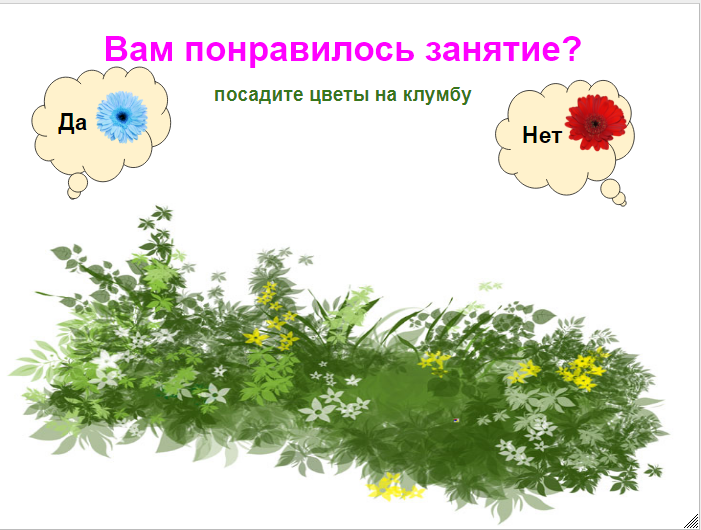 Вам понравилось занятие?
посадите цветы на клумбу
Да
Нет